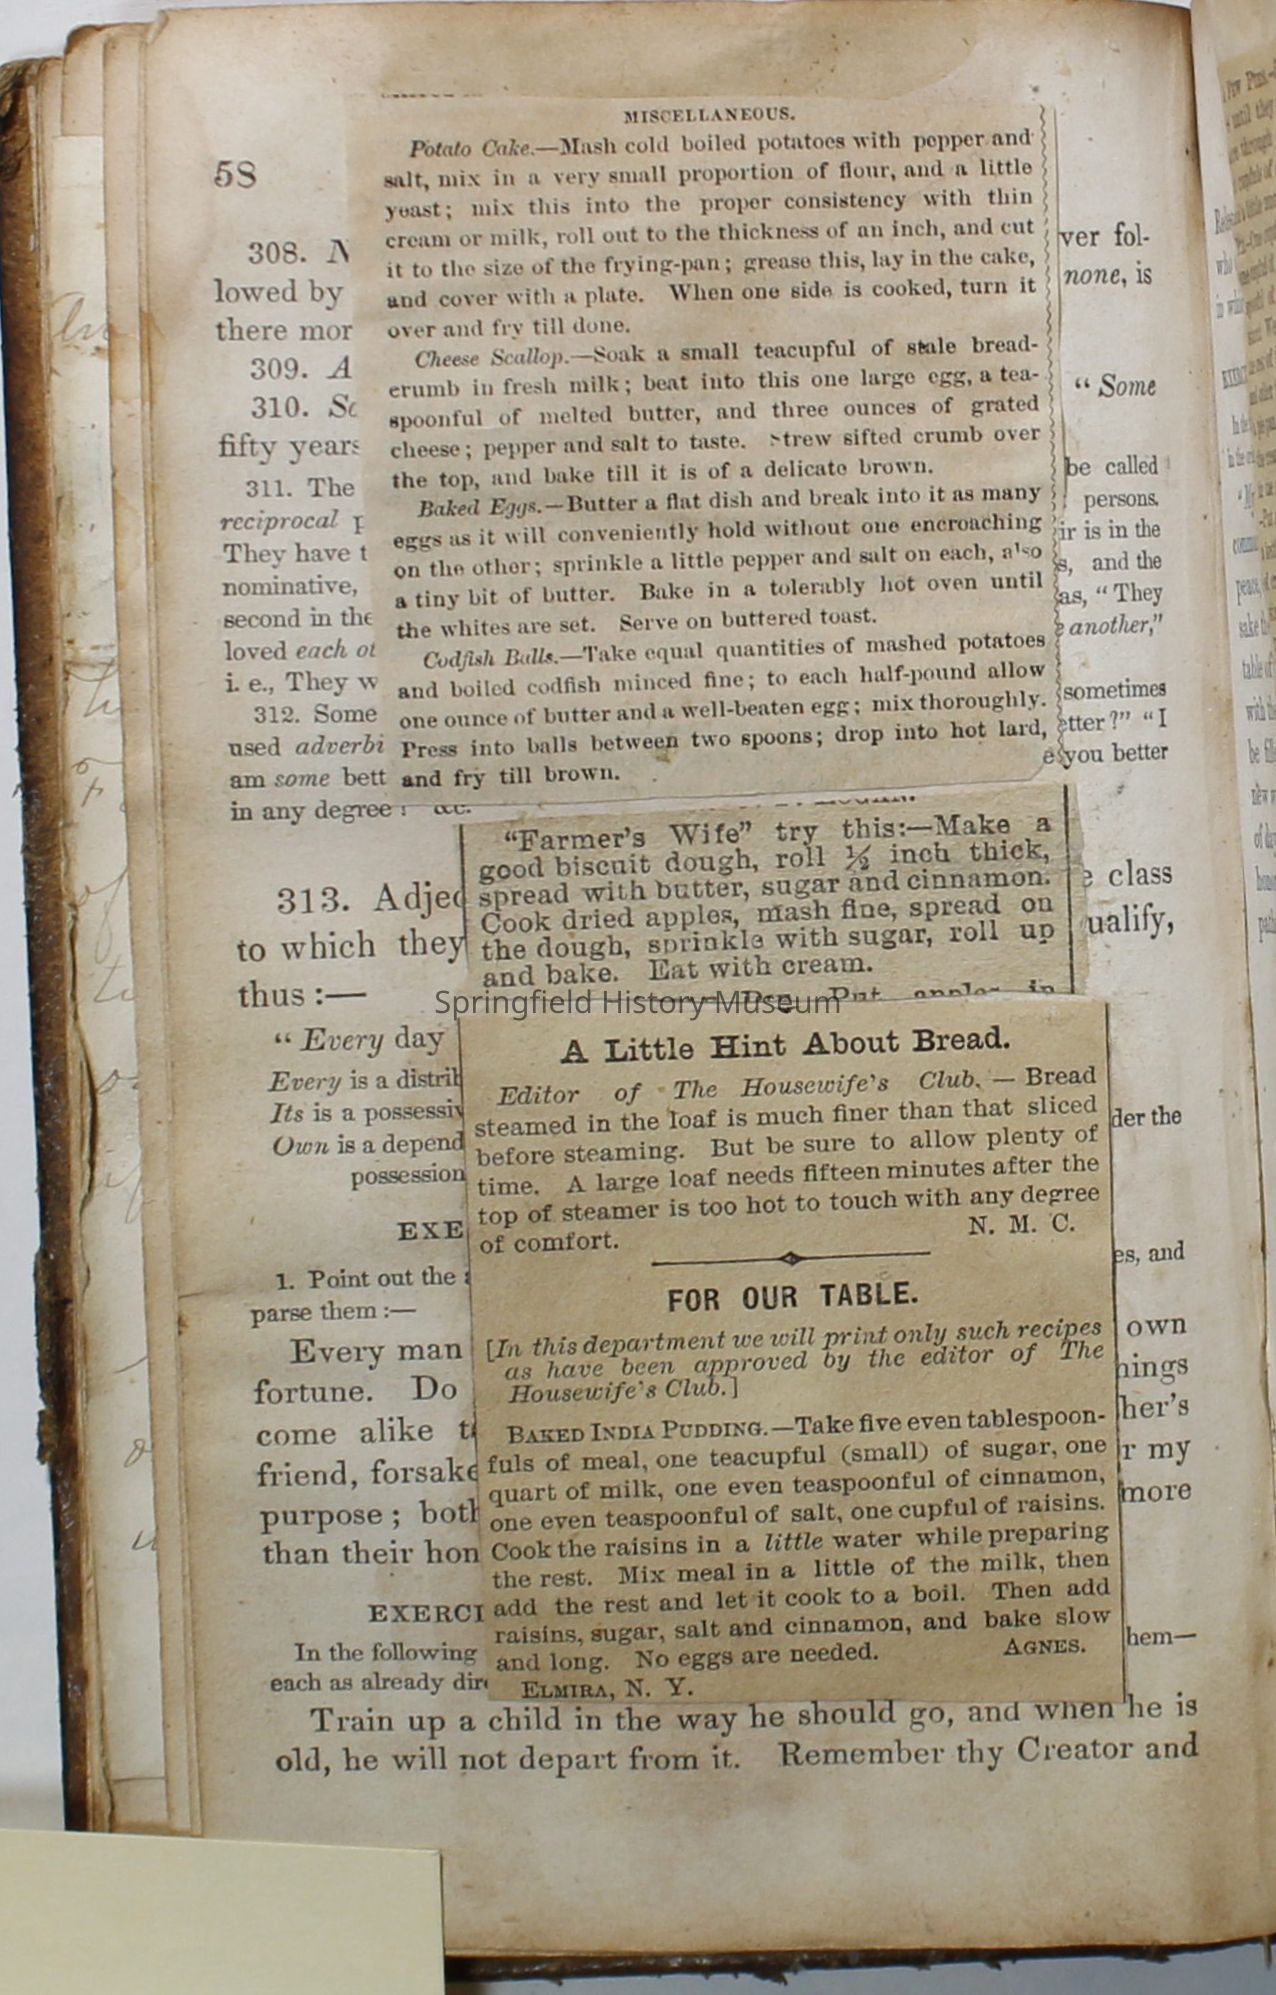 58
MISCELLANEOUS.
Potato Cake.—Mash cold boiled potatoes with pepper and
salt, mix in a very small proportion of flour, and a little
yeast; mix this into the proper consistency with thin
cream or milk, roll out to the thickness of an inch, and cut
it to the size of the frying-pan; grease this, lay in the cake,
and cover with a plate. When one side is cooked, turn it
over and fry till done.
Cheese Scallop.—Soak a small teacupful of stale bread-
crumb in fresh milk; beat into this one large egg, a tea-
spoonful of melted butter, and three ounces of grated
cheese; pepper and salt to taste. Strew sifted crumb over
the top, and bake till it is of a delicate brown.
Baked Eggs.—Butter a flat dish and break into it as many
eggs as it will conveniently hold without one encroaching
on the other; sprinkle a little pepper and salt on each, also
a tiny bit of butter. Bake in a tolerably hot oven until
the whites are set. Serve on buttered toast.
Codfish Balls.—Take equal quantities of mashed potatoes
and boiled codfish minced fine; to each half-pound allow
one ounce of butter and a well-beaten egg; mix thoroughly.
Press into balls between two spoons; drop into hot lard,
and fry till brown.
"Farmer's Wife" try this:—Make a
good biscuit dough, roll ½ inch thick,
spread with butter, sugar and cinnamon.
Cook dried apples, mash fine, spread on
the dough, sprinkle with sugar, roll up
and bake. Eat with cream.
Springfield History Museum
A Little Hint About Bread.
Editor of The Housewife's Club.—Bread
steamed in the loaf is much finer than that sliced
before steaming. But be sure to allow plenty of
time. A large loaf needs fifteen minutes after the
top of steamer is too hot to touch with any degree
of comfort. N. M. C.
FOR OUR TABLE.
[In this department we will print only such recipes
as have been approved by the editor of The
Housewife's Club.]
BAKED INDIA PUDDING.—Take five even tablespoon-
fuls of meal, one teacupful (small) of sugar, one
quart of milk, one even teaspoonful of cinnamon,
one even teaspoonful of salt, one cupful of raisins.
Cook the raisins in a little water while preparing
the rest. Mix meal in a little of the milk, then
add the rest and let it cook to a boil. Then add
raisins, sugar, salt and cinnamon, and bake slow
and long. No eggs are needed. AGNES.
ELMIRA, N. Y.
308.
lowed by
there mor
309. A
310.
fifty years
311. The
reciprocal
They have t
nominative,
second in the
loved each ot
i. e., They w
312. Some
used adverbi
am some bett
in any degree: &c.
313. Adjec
to which they
thus:—
"Every day
Every is a distrib
Its is a possessiv
Own is a depend
possession
EXE
1. Point out the
parse them:—
Every man
fortune. Do
come alike t
friend, forsake
purpose; both
than their hon
EXERCI
In the following
each as already dir
ver fol-
none, is
"Some
be called
persons.
ir is in the
s, and the
as, "They
another,"
sometimes
etter?" "I
e you better
e class
ualify,
der the
es, and
own
hings
her's
r my
more
hem—
Train up a child in the way he should go, and when he is
old, he will not depart from it. Remember thy Creator and